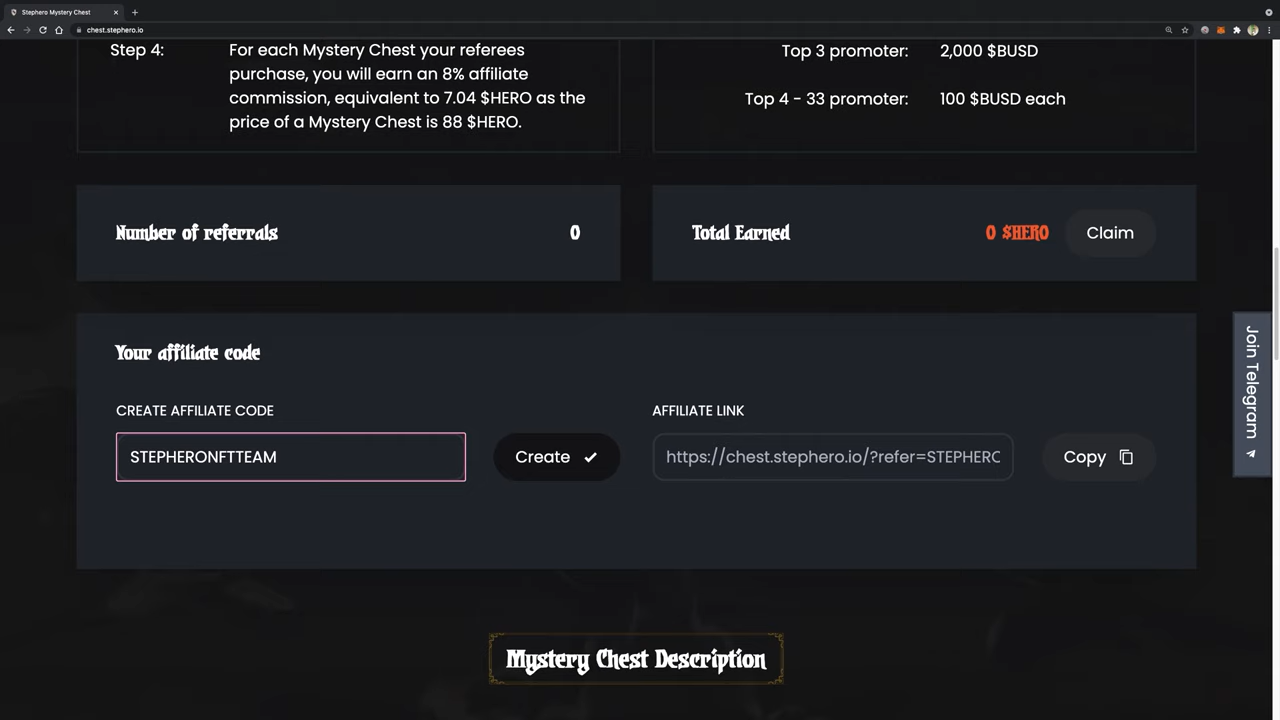 Stephero Mystery Chest
chest.stephero.io
Step 4:
For each Mystery Chest your referees
purchase, you will earn an 8% affiliate
commission, equivalent to 7.04 $HERO as the
price of a Mystery Chest is 88 $HERO.
Top 3 promoter: 2,000 $BUSD
Top 4 - 33 promoter: 100 $BUSD each
Number of referrals 0
Total Earned 0 $HERO Claim
Your affiliate code
CREATE AFFILIATE CODE
STEPHERONFTTEAM Create
AFFILIATE LINK
https://chest.stephero.io/?refer=STEPHERO Copy
Join Telegram
Mystery Chest Description